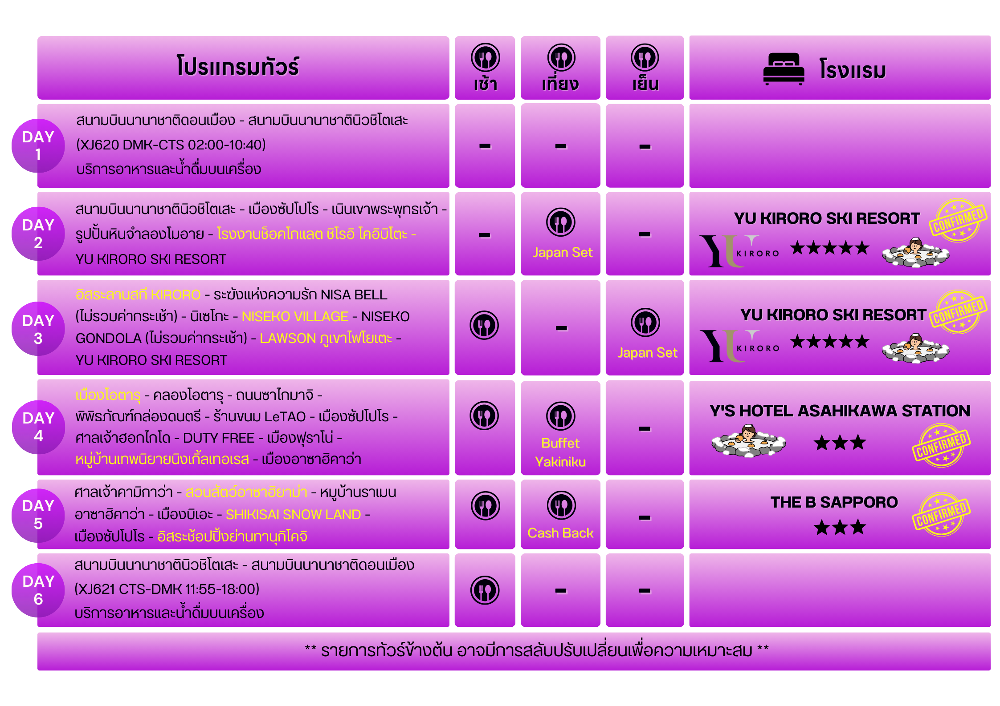 โปรแกรมทัวร์
เช้า
เที่ยง
เย็น
โรงแรม
DAY
1
สนามบินนานาชาติดอนเมือง - สนามบินนานาชาตินิวชิโตเสะ
(XJ620 DMK-CTS 02:00-10:40)
บริการอาหารและน้ำดื่มบนเครื่อง
-
-
-
DAY
2
สนามบินนานาชาตินิวชิโตเสะ - เมืองซัปโปโร - เนินเขาพระพุทธเจ้า -
รูปปั้นหินจำลองโมอาย - โรงงานช็อคโกแลต ชิโรอิ โคอิบิโตะ -
YU KIRORO SKI RESORT
-
Japan Set
-
YU KIRORO SKI RESORT
CONFIRMED
YU KIRORO
DAY
3
อิสระลานสกี KIRORO - ระฆังแห่งความรัก NISA BELL
(ไม่รวมค่ากระเช้า) - นิเซโกะ - NISEKO VILLAGE - NISEKO
GONDOLA (ไม่รวมค่ากระเช้า) - LAWSON ภูเขาไฟโยเตะ -
YU KIRORO SKI RESORT
-
Japan Set
YU KIRORO SKI RESORT
CONFIRMED
YU KIRORO
DAY
4
เมืองโอตารุ - คลองโอตารุ - ถนนซาไกมาจิ -
พิพิธภัณฑ์กล่องดนตรี - ร้านขนม LeTAO - เมืองซัปโปโร -
ศาลเจ้าฮอกไกโด - DUTY FREE - เมืองฟุราโน่ -
หมู่บ้านเทพนิยายนิงเกิ้ลเทอเรส - เมืองอาซาฮิคาว่า
Buffet
Yakiniku
-
Y'S HOTEL ASAHIKAWA STATION
CONFIRMED
DAY
5
ศาลเจ้าคามิกาว่า - สวนสัตว์อาซาฮิยาม่า - หมูบ้านราเมน
อาซาฮิคาว่า - เมืองบิเอะ - SHIKISAI SNOW LAND -
เมืองซัปโปโร - อิสระช้อปปิ้งย่านทานุกิโคจิ
Cash Back
-
THE B SAPPORO
CONFIRMED
DAY
6
สนามบินนานาชาตินิวชิโตเสะ - สนามบินนานาชาติดอนเมือง
(XJ621 CTS-DMK 11:55-18:00)
บริการอาหารและน้ำดื่มบนเครื่อง
-
-
** รายการทัวร์ข้างต้น อาจมีการสลับปรับเปลี่ยนเพื่อความเหมาะสม **